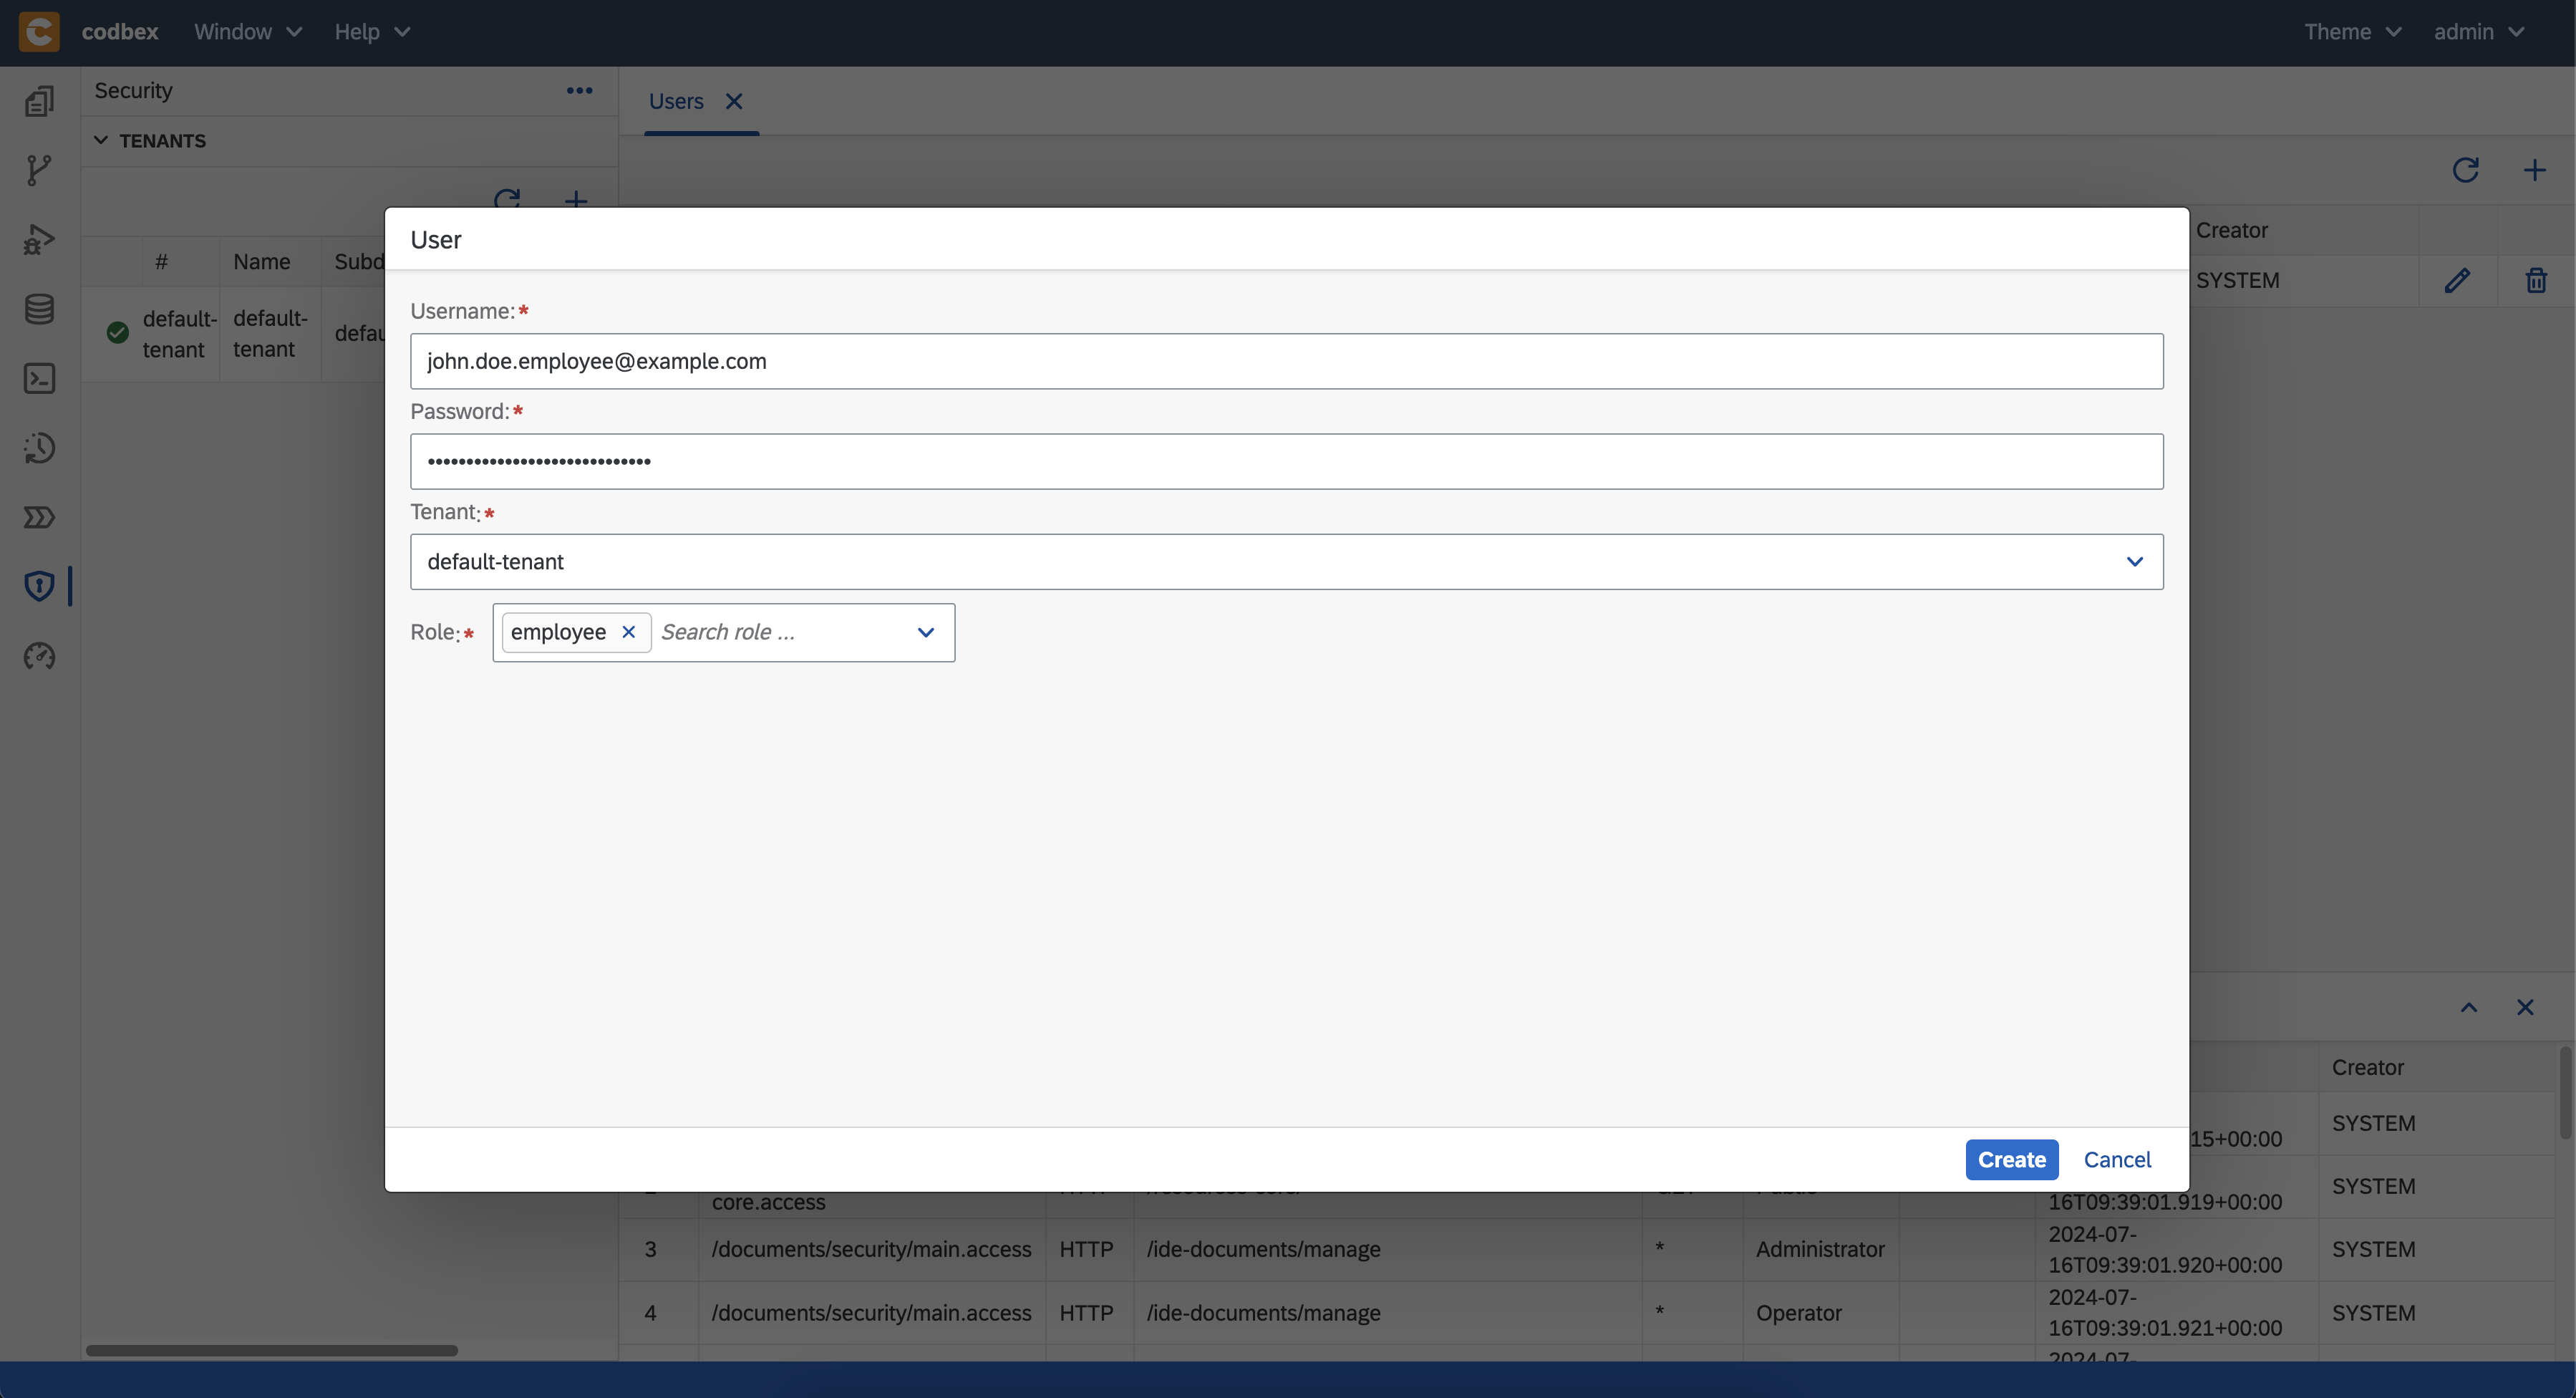 codbex Window Help Theme admin
Security
Users
TENANTS
# Name Subd
default-tenant default-tenant defau
Creator
SYSTEM
User
Username:*
john.doe.employee@example.com
Password:*
•••••••••••••••••••••••••••••
Tenant:*
default-tenant
Role:* employee Search role ...
Create Cancel
Creator
15+00:00 SYSTEM
core.access 16T09:39:01.919+00:00 SYSTEM
3 /documents/security/main.access HTTP /ide-documents/manage * Administrator 2024-07-16T09:39:01.920+00:00 SYSTEM
4 /documents/security/main.access HTTP /ide-documents/manage * Operator 2024-07-16T09:39:01.921+00:00 SYSTEM
2024-07-